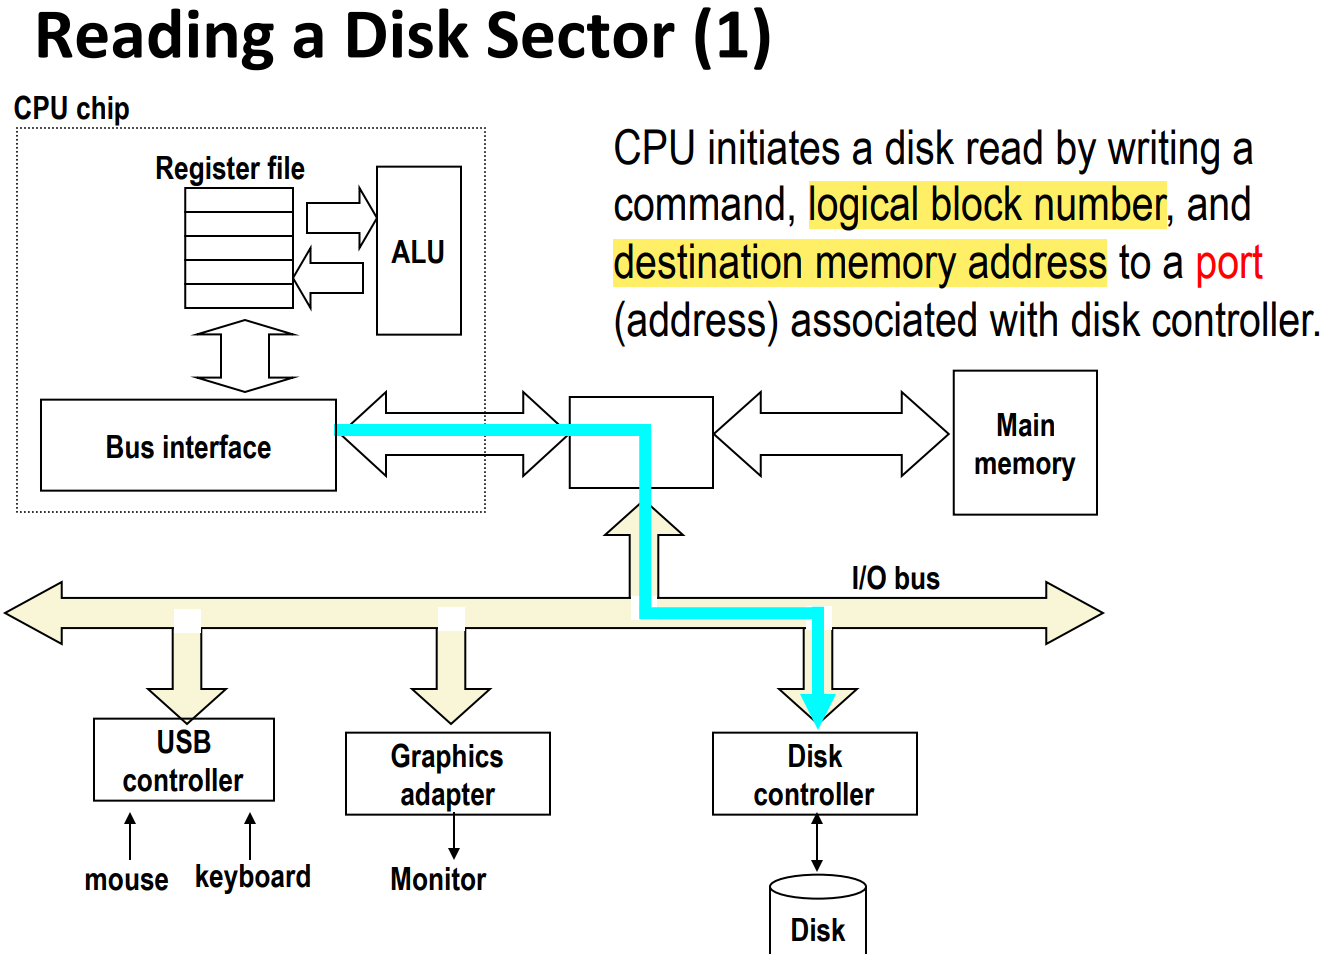 Reading a Disk Sector (1)
CPU chip
Register file
ALU
CPU initiates a disk read by writing a
command, logical block number, and
destination memory address to a port
(address) associated with disk controller.
Bus interface
Main
memory
I/O bus
USB
controller
Graphics
adapter
Disk
controller
mouse
keyboard
Monitor
Disk